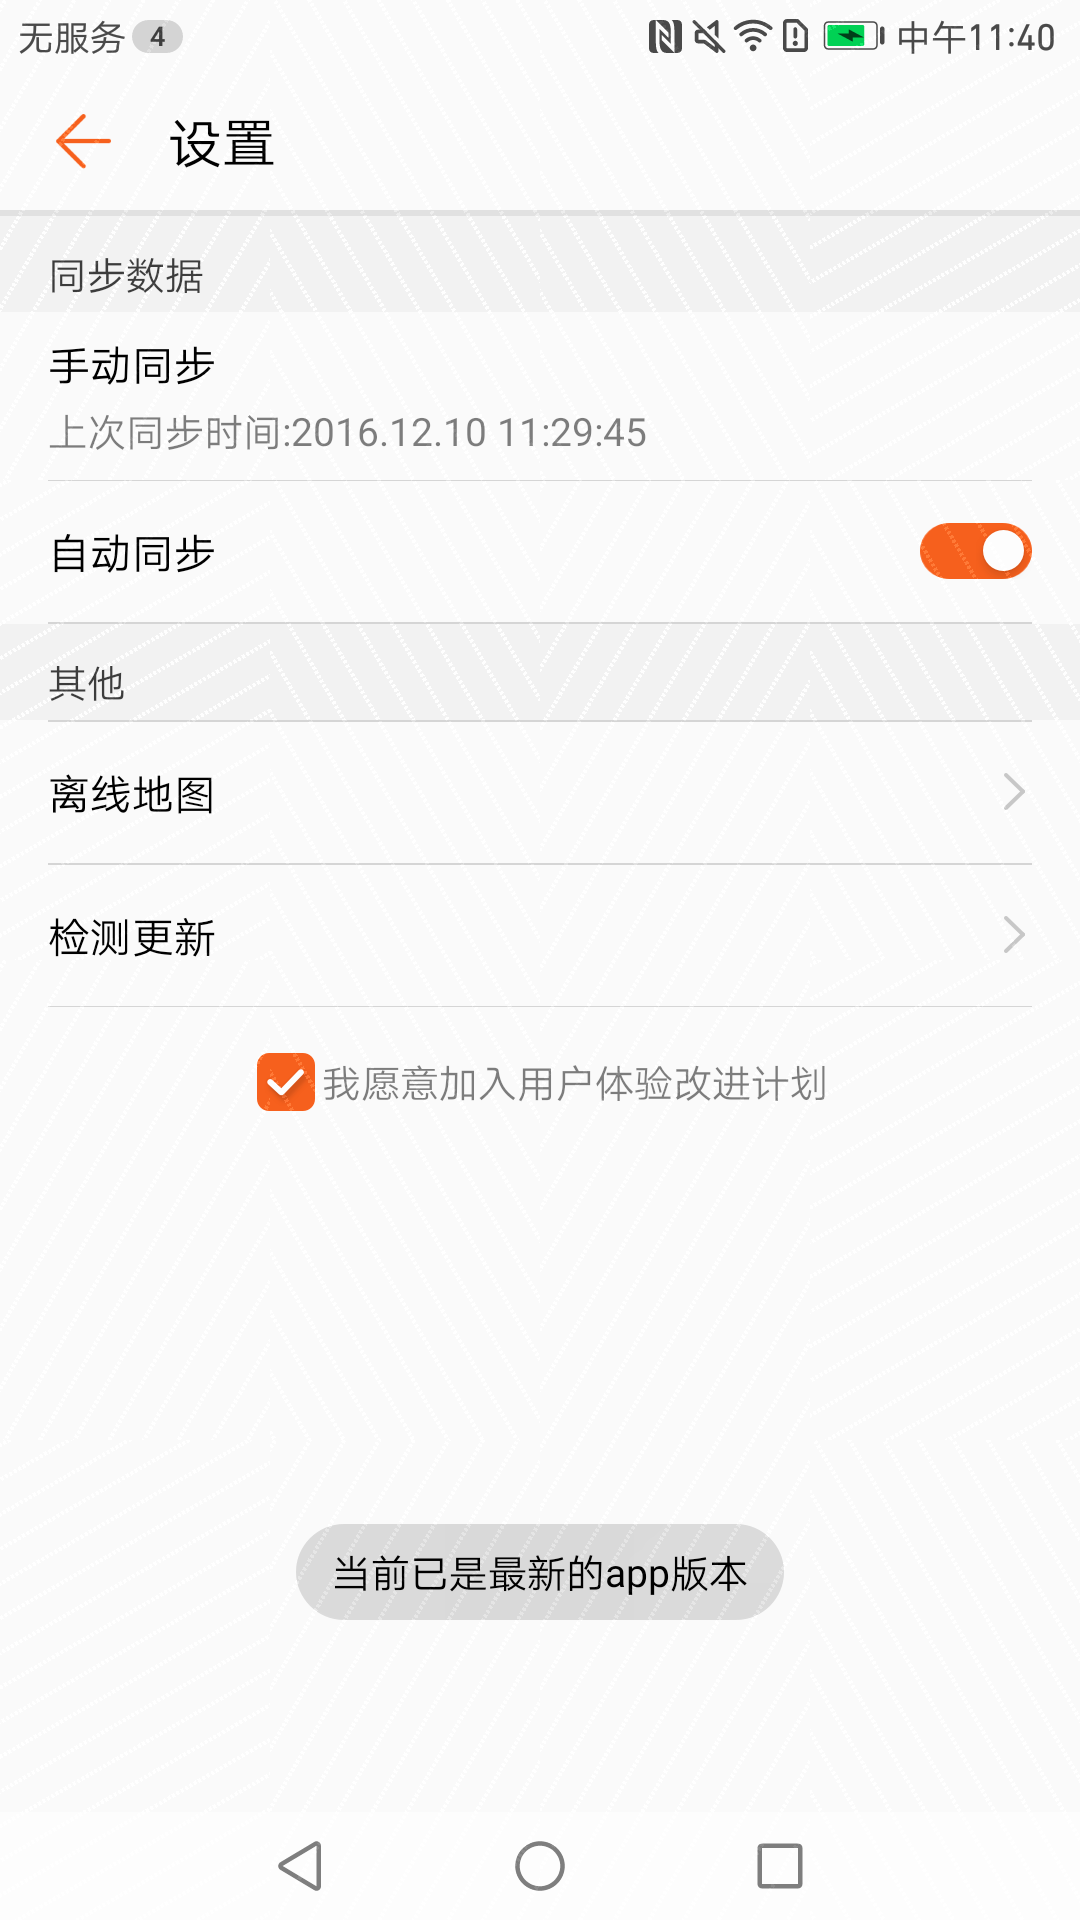 无服务 4 中午11:40
设置
同步数据
手动同步
上次同步时间:2016.12.10 11:29:45
自动同步
其他
离线地图
检测更新
我愿意加入用户体验改进计划
当前已是最新的app版本